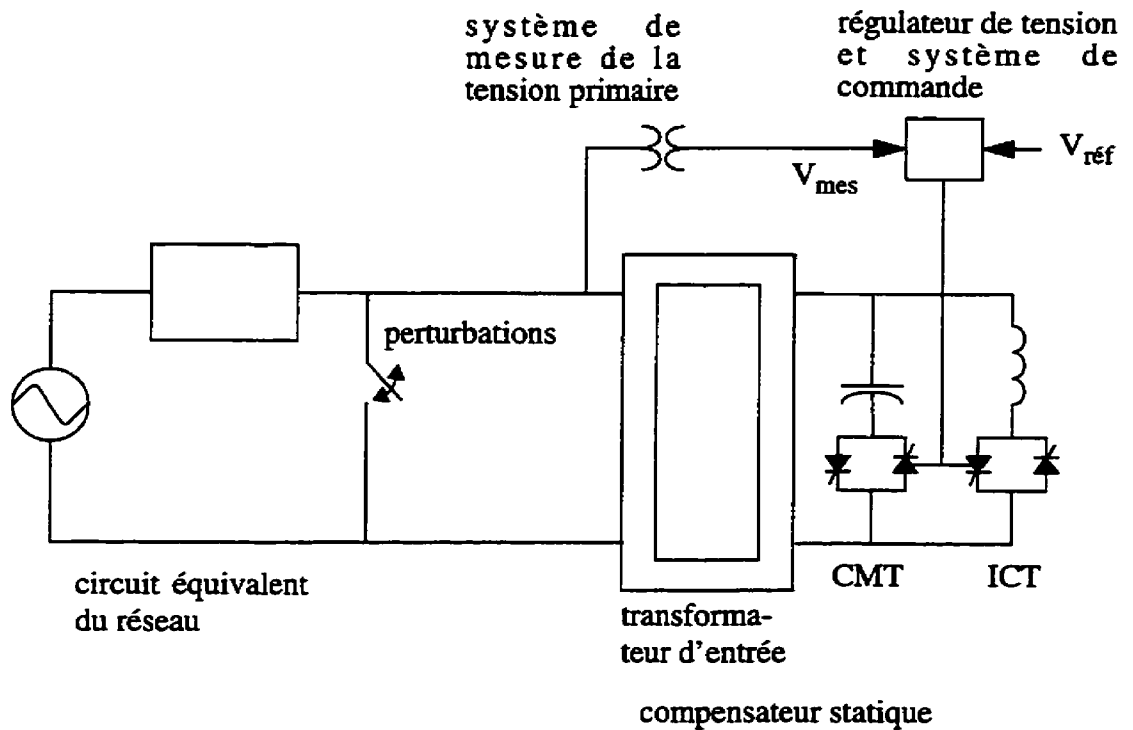 système de
mesure de la
tension primaire
régulateur de tension
et système de
commande
V_mes
V_réf
perturbations
circuit équivalent
du réseau
transforma-
teur d'entrée
CMT
ICT
compensateur statique